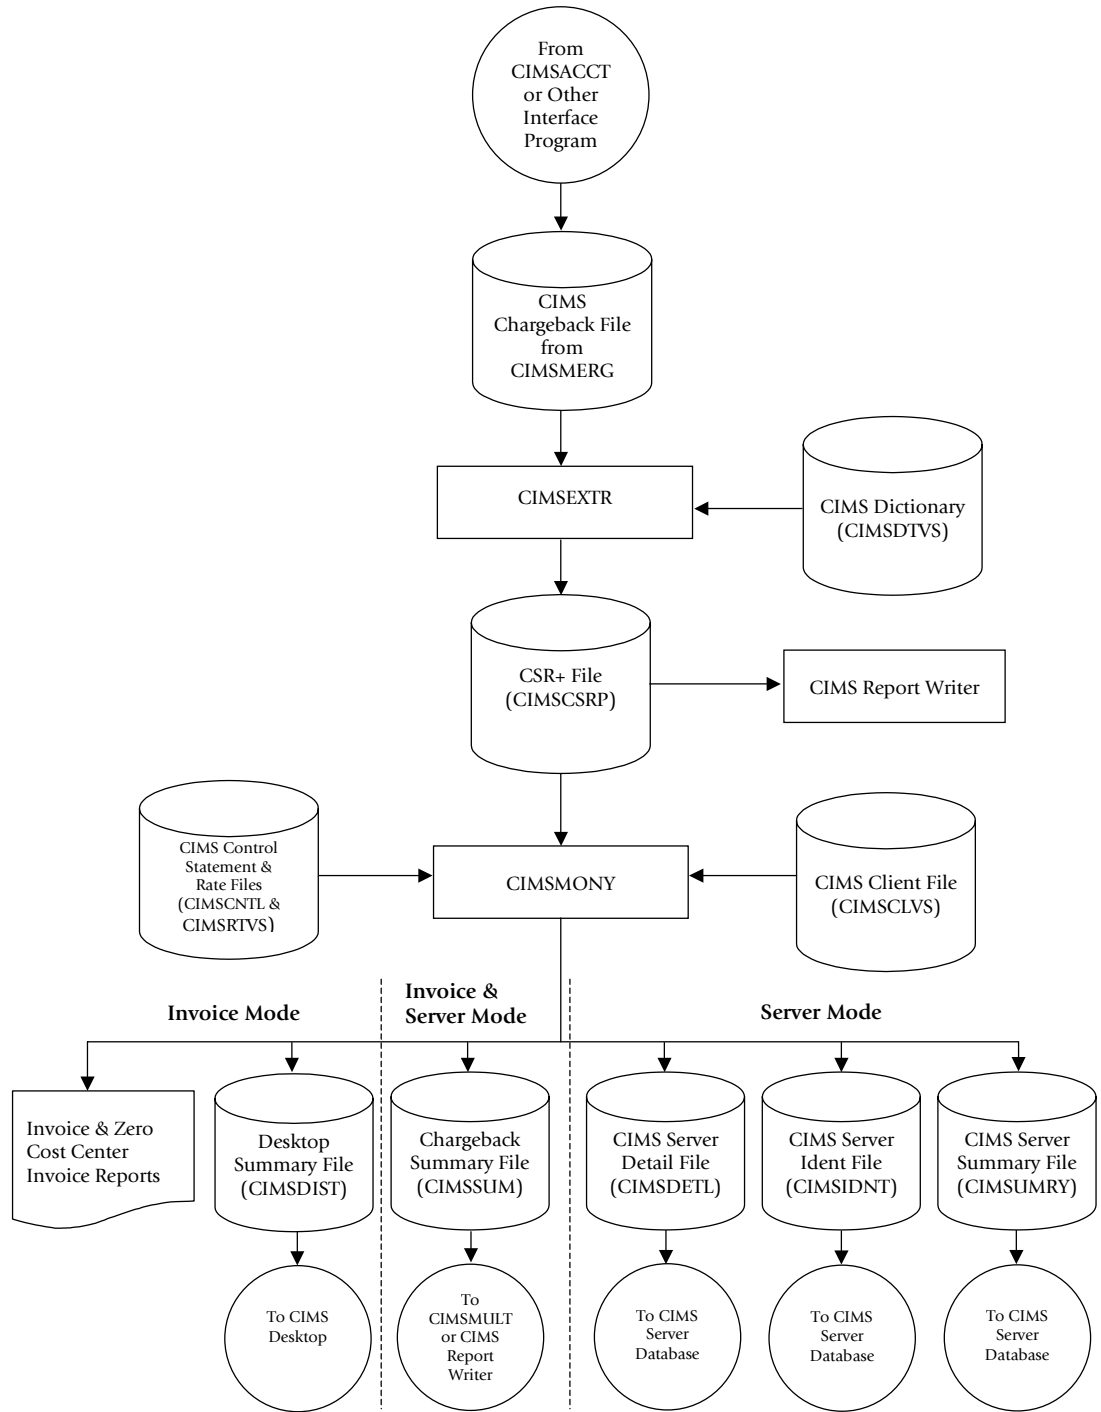 From
CIMSACCT
or Other
Interface
Program
CIMS
Chargeback File
from
CIMSMERG
CIMSEXTR
CIMS Dictionary
(CIMSDTVS)
CSR+ File
(CIMSCSRP)
CIMS Report Writer
CIMS Control
Statement &
Rate Files
(CIMSCNTL &
CIMSRTVS)
CIMSMONY
CIMS Client File
(CIMSCLVS)
Invoice Mode
Invoice &
Server Mode
Server Mode
Invoice & Zero
Cost Center
Invoice Reports
Desktop
Summary File
(CIMSDIST)
Chargeback
Summary File
(CIMSSUM)
CIMS Server
Detail File
(CIMSDETL)
CIMS Server
Ident File
(CIMSIDNT)
CIMS Server
Summary File
(CIMSUMRY)
To CIMS
Desktop
To
CIMSMULT
or CIMS
Report
Writer
To CIMS
Server
Database
To CIMS
Server
Database
To CIMS
Server
Database